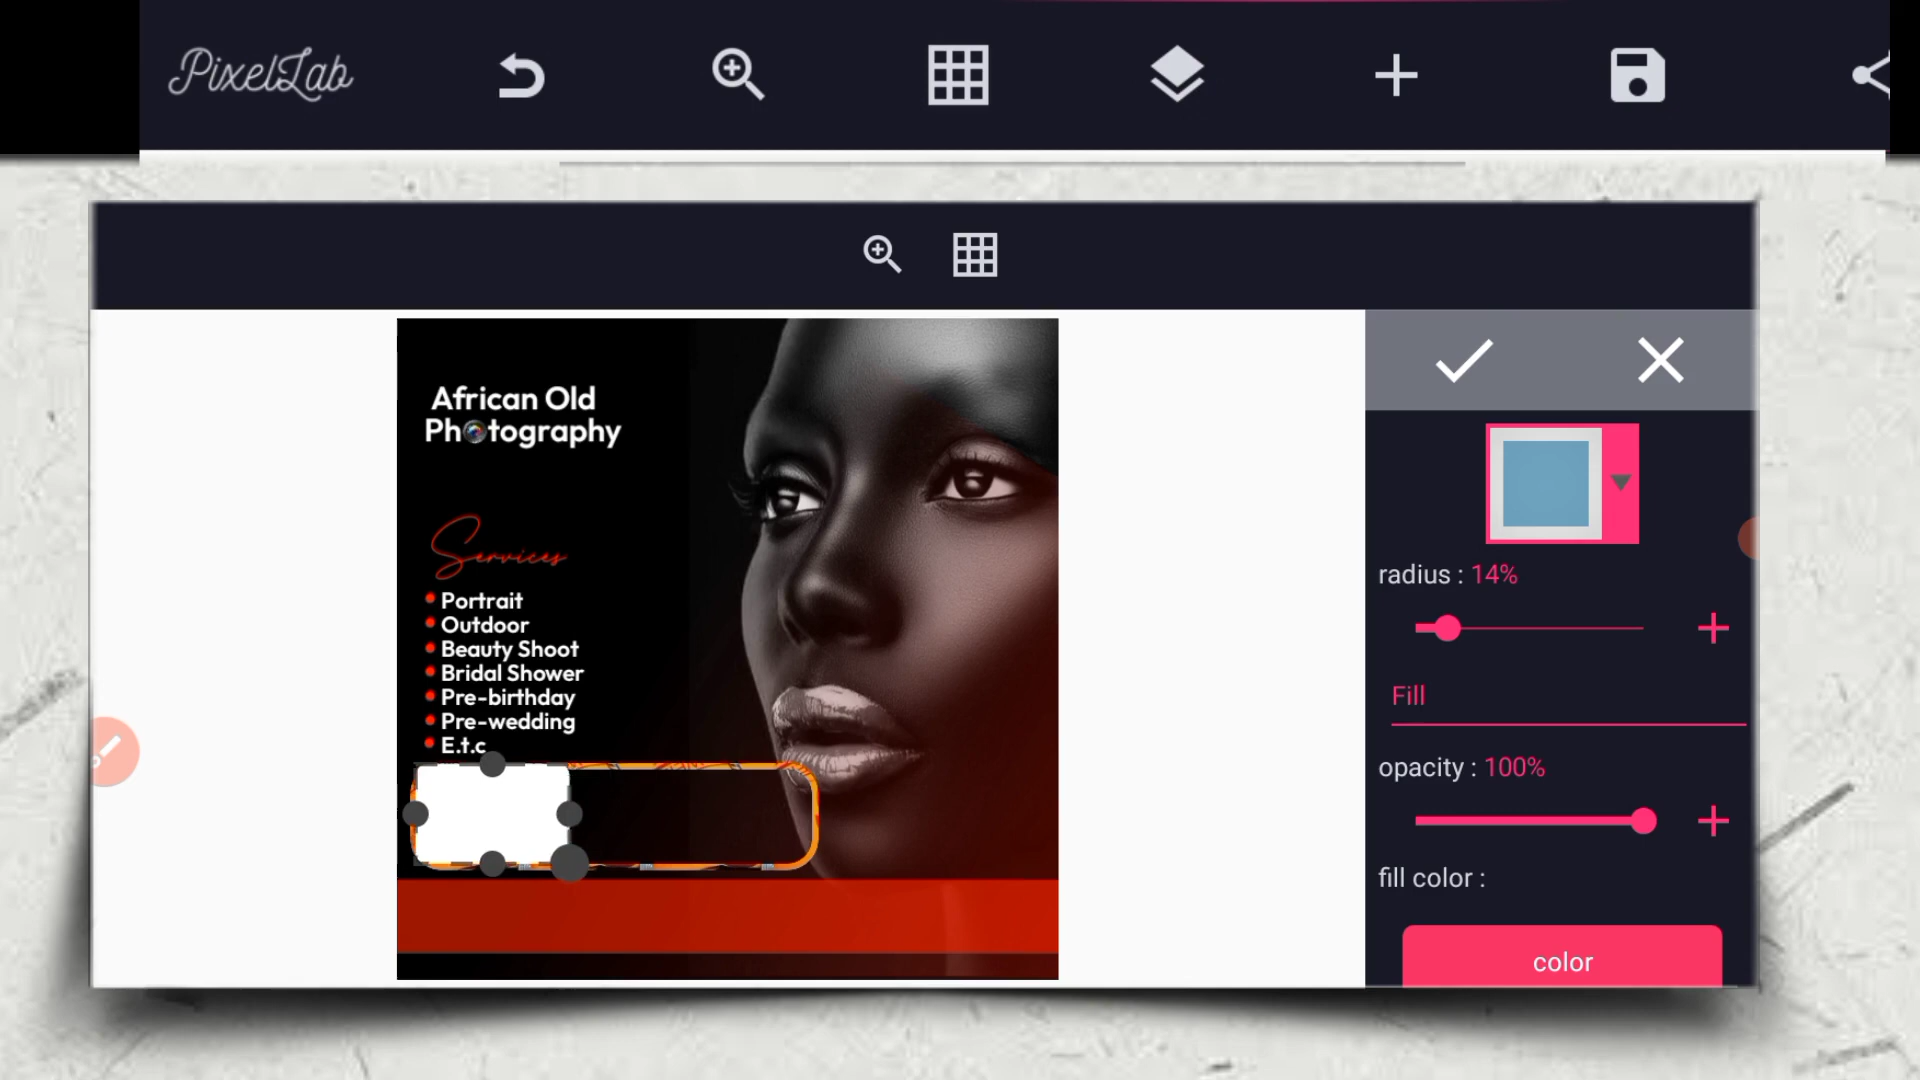 PixelLab
African Old
Photography
Services
Portrait
Outdoor
Beauty Shoot
Bridal Shower
Pre-birthday
Pre-wedding
E.t.c
radius : 14%
Fill
opacity : 100%
fill color :
color